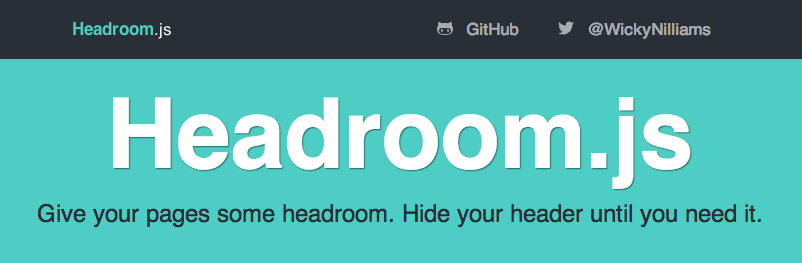 Headroom.js GitHub @WickyNilliams
Headroom.js
Give your pages some headroom. Hide your header until you need it.